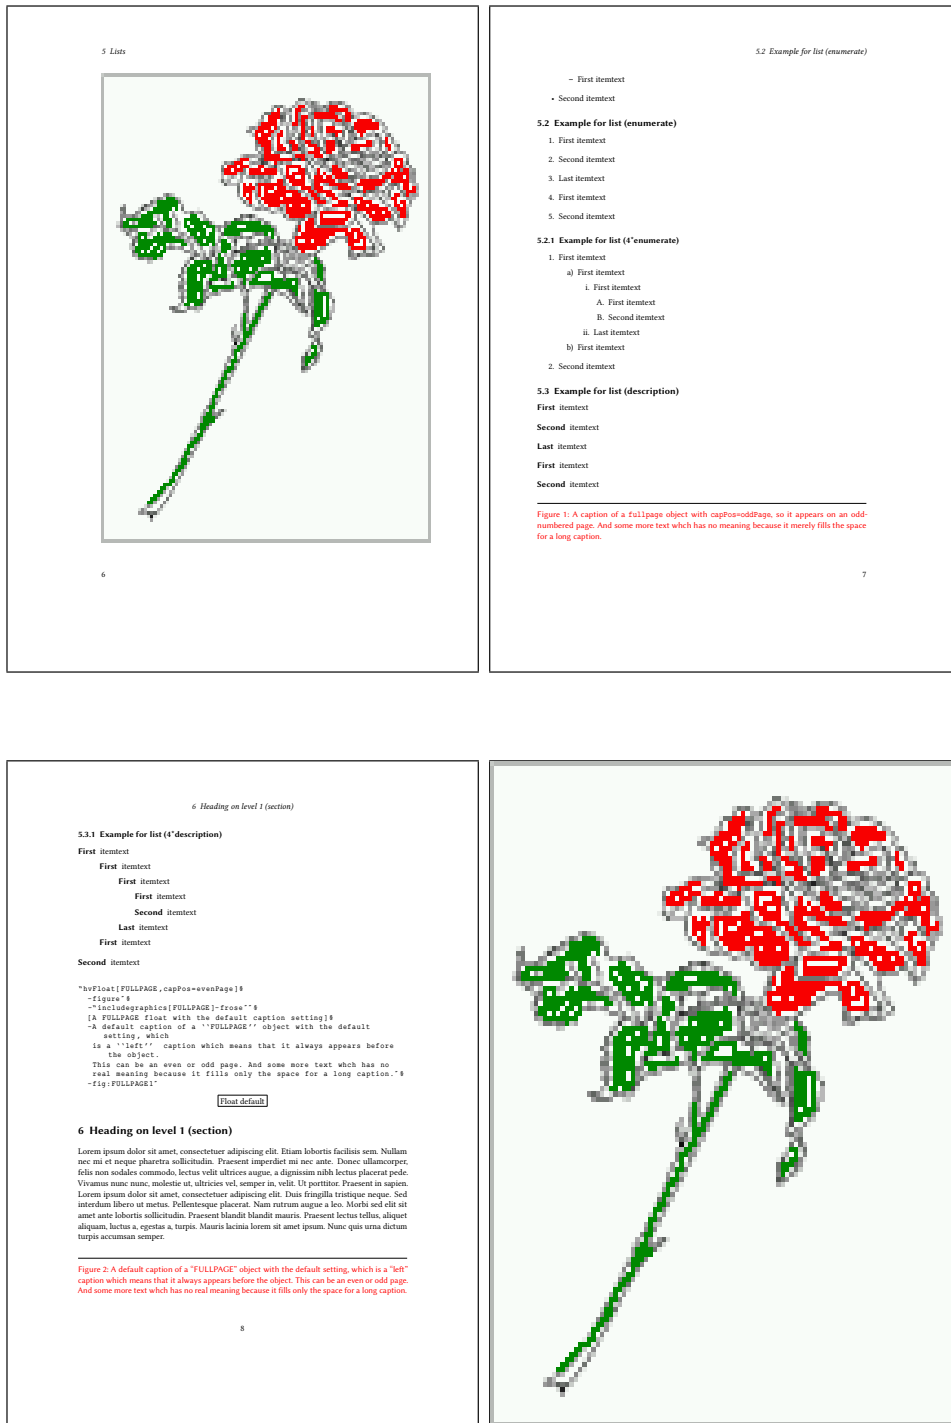 5 Lists
6
5.2 Example for list (enumerate)
– First itemtext
• Second itemtext
5.2 Example for list (enumerate)
1. First itemtext
2. Second itemtext
3. Last itemtext
4. First itemtext
5. Second itemtext
5.2.1 Example for list (4*enumerate)
1. First itemtext
a) First itemtext
i. First itemtext
A. First itemtext
B. Second itemtext
ii. Last itemtext
b) First itemtext
2. Second itemtext
5.3 Example for list (description)
First itemtext
Second itemtext
Last itemtext
First itemtext
Second itemtext
Figure 1: A caption of a fullpage object with capPos=oddPage, so it appears on an odd-
numbered page. And some more text whch has no meaning because it merely fills the space
for a long caption.
7
6 Heading on level 1 (section)
5.3.1 Example for list (4*description)
First itemtext
First itemtext
First itemtext
First itemtext
Second itemtext
Last itemtext
First itemtext
Second itemtext
“hvFloat[FULLPAGE,capPos=evenPage]%
–figure˝%
–“includegraphics[FULLPAGE]–frose˝˝%
[A FULLPAGE float with the default caption setting]%
–A default caption of a ‘‘FULLPAGE’’ object with the default
setting, which
is a ‘‘left’’ caption which means that it always appears before
the object.
This can be an even or odd page. And some more text whch has no
real meaning because it fills only the space for a long caption.˝%
–fig:FULLPAGE1˝
Float default
6 Heading on level 1 (section)
Lorem ipsum dolor sit amet, consectetuer adipiscing elit. Etiam lobortis facilisis sem. Nullam
nec mi et neque pharetra sollicitudin. Praesent imperdiet mi nec ante. Donec ullamcorper,
felis non sodales commodo, lectus velit ultrices augue, a dignissim nibh lectus placerat pede.
Vivamus nunc nunc, molestie ut, ultricies vel, semper in, velit. Ut porttitor. Praesent in sapien.
Lorem ipsum dolor sit amet, consectetuer adipiscing elit. Duis fringilla tristique neque. Sed
interdum libero ut metus. Pellentesque placerat. Nam rutrum augue a leo. Morbi sed elit sit
amet ante lobortis sollicitudin. Praesent blandit blandit mauris. Praesent lectus tellus, aliquet
aliquam, luctus a, egestas a, turpis. Mauris lacinia lorem sit amet ipsum. Nunc quis urna dictum
turpis accumsan semper.
Figure 2: A default caption of a “FULLPAGE” object with the default setting, which is a “left”
caption which means that it always appears before the object. This can be an even or odd page.
And some more text whch has no real meaning because it fills only the space for a long caption.
8